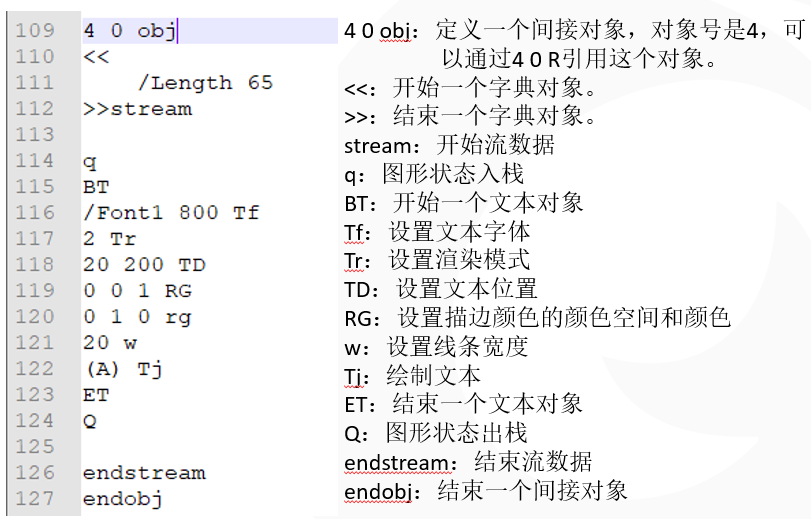 109 4 0 obj
110 <<
111 /Length 65
112 >>stream
113
114 q
115 BT
116 /Font1 800 Tf
117 2 Tr
118 20 200 TD
119 0 0 1 RG
120 0 1 0 rg
121 20 w
122 (A) Tj
123 ET
124 Q
125
126 endstream
127 endobj
4 0 obj：定义一个间接对象，对象号是4，可
以通过4 0 R引用这个对象。
<<：开始一个字典对象。
>>：结束一个字典对象。
stream：开始流数据
q：图形状态入栈
BT：开始一个文本对象
Tf：设置文本字体
Tr：设置渲染模式
TD：设置文本位置
RG：设置描边颜色的颜色空间和颜色
w：设置线条宽度
Tj：绘制文本
ET：结束一个文本对象
Q：图形状态出栈
endstream：结束流数据
endobj：结束一个间接对象